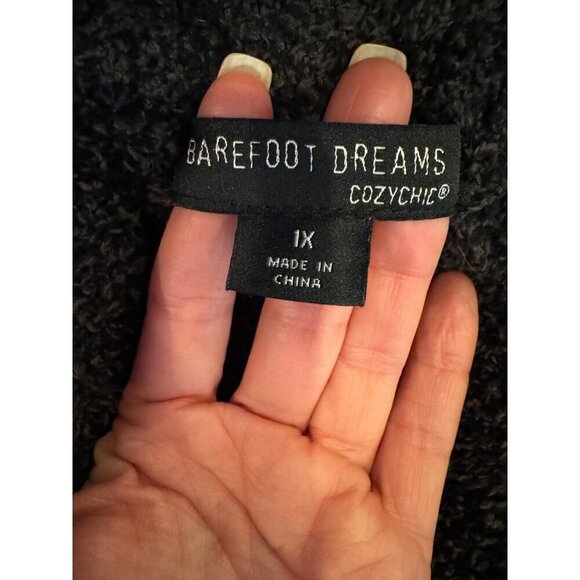 BAREFOOT DREAMS
COZYCHIC®
1X
MADE IN
CHINA